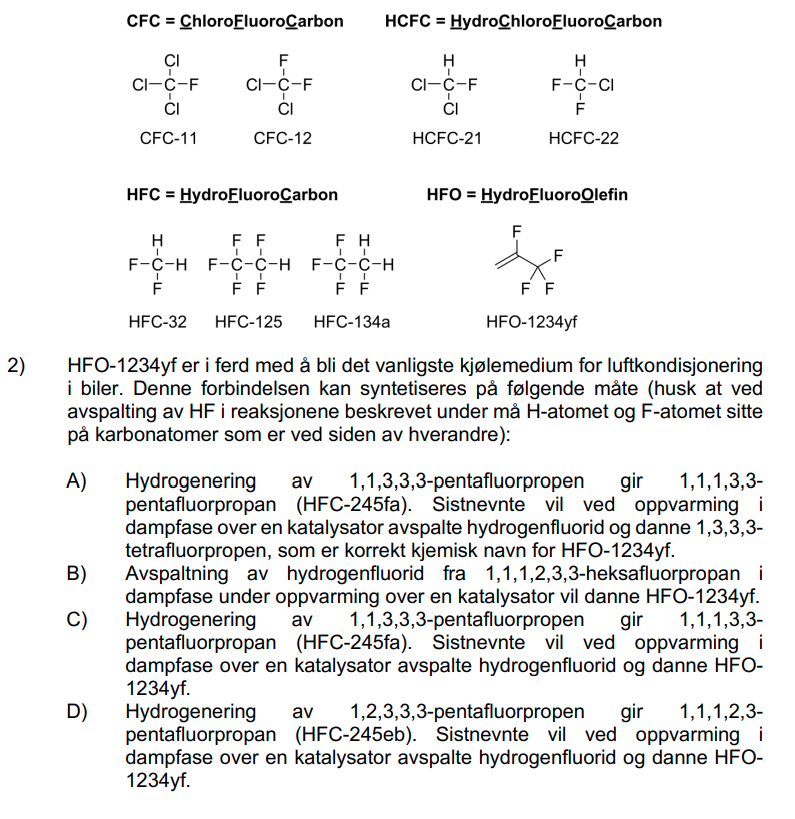 CFC = ChloroFluoroCarbon HCFC = HydroChloroFluoroCarbon
Cl F H H
Cl–C–F Cl–C–F Cl–C–F F–C–Cl
Cl Cl Cl F
CFC-11 CFC-12 HCFC-21 HCFC-22
HFC = HydroFluoroCarbon HFO = HydroFluoroOlefin
F
H F F F H
F
F–C–H F–C–C–H F–C–C–H
F F F F F F F
HFC-32 HFC-125 HFC-134a HFO-1234yf
2) HFO-1234yf er i ferd med å bli det vanligste kjølemedium for luftkondisjonering
i biler. Denne forbindelsen kan syntetiseres på følgende måte (husk at ved
avspalting av HF i reaksjonene beskrevet under må H-atomet og F-atomet sitte
på karbonatomer som er ved siden av hverandre):
A) Hydrogenering av 1,1,3,3,3-pentafluorpropen gir 1,1,1,3,3-
pentafluorpropan (HFC-245fa). Sistnevnte vil ved oppvarming i
dampfase over en katalysator avspalte hydrogenfluorid og danne 1,3,3,3-
tetrafluorpropen, som er korrekt kjemisk navn for HFO-1234yf.
B) Avspaltning av hydrogenfluorid fra 1,1,1,2,3,3-heksafluorpropan i
dampfase under oppvarming over en katalysator vil danne HFO-1234yf.
C) Hydrogenering av 1,1,3,3,3-pentafluorpropen gir 1,1,1,3,3-
pentafluorpropan (HFC-245fa). Sistnevnte vil ved oppvarming i
dampfase over en katalysator avspalte hydrogenfluorid og danne HFO-
1234yf.
D) Hydrogenering av 1,2,3,3,3-pentafluorpropen gir 1,1,1,2,3-
pentafluorpropan (HFC-245eb). Sistnevnte vil ved oppvarming i
dampfase over en katalysator avspalte hydrogenfluorid og danne HFO-
1234yf.